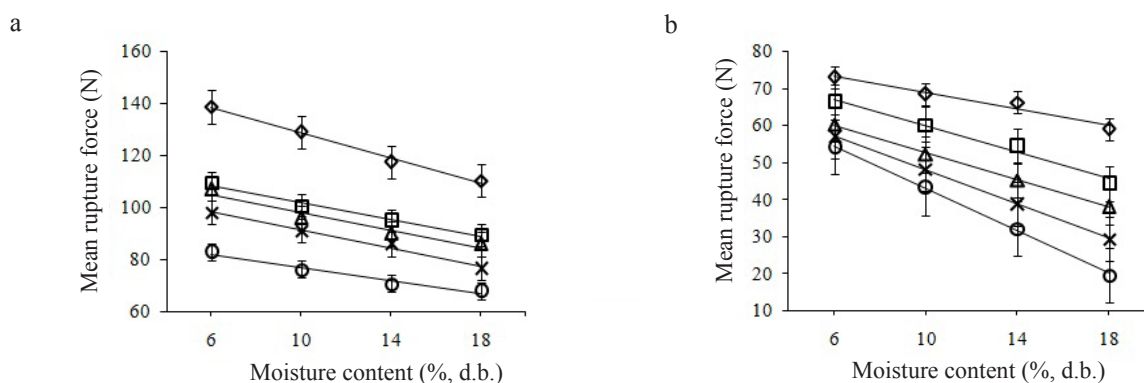 a
Mean rupture force (N)
160
140
120
100
80
60
6 10 14 18
Moisture content (%, d.b.)
b
Mean rupture force (N)
80
70
60
50
40
30
20
10
6 10 14 18
Moisture content (%, d.b.)